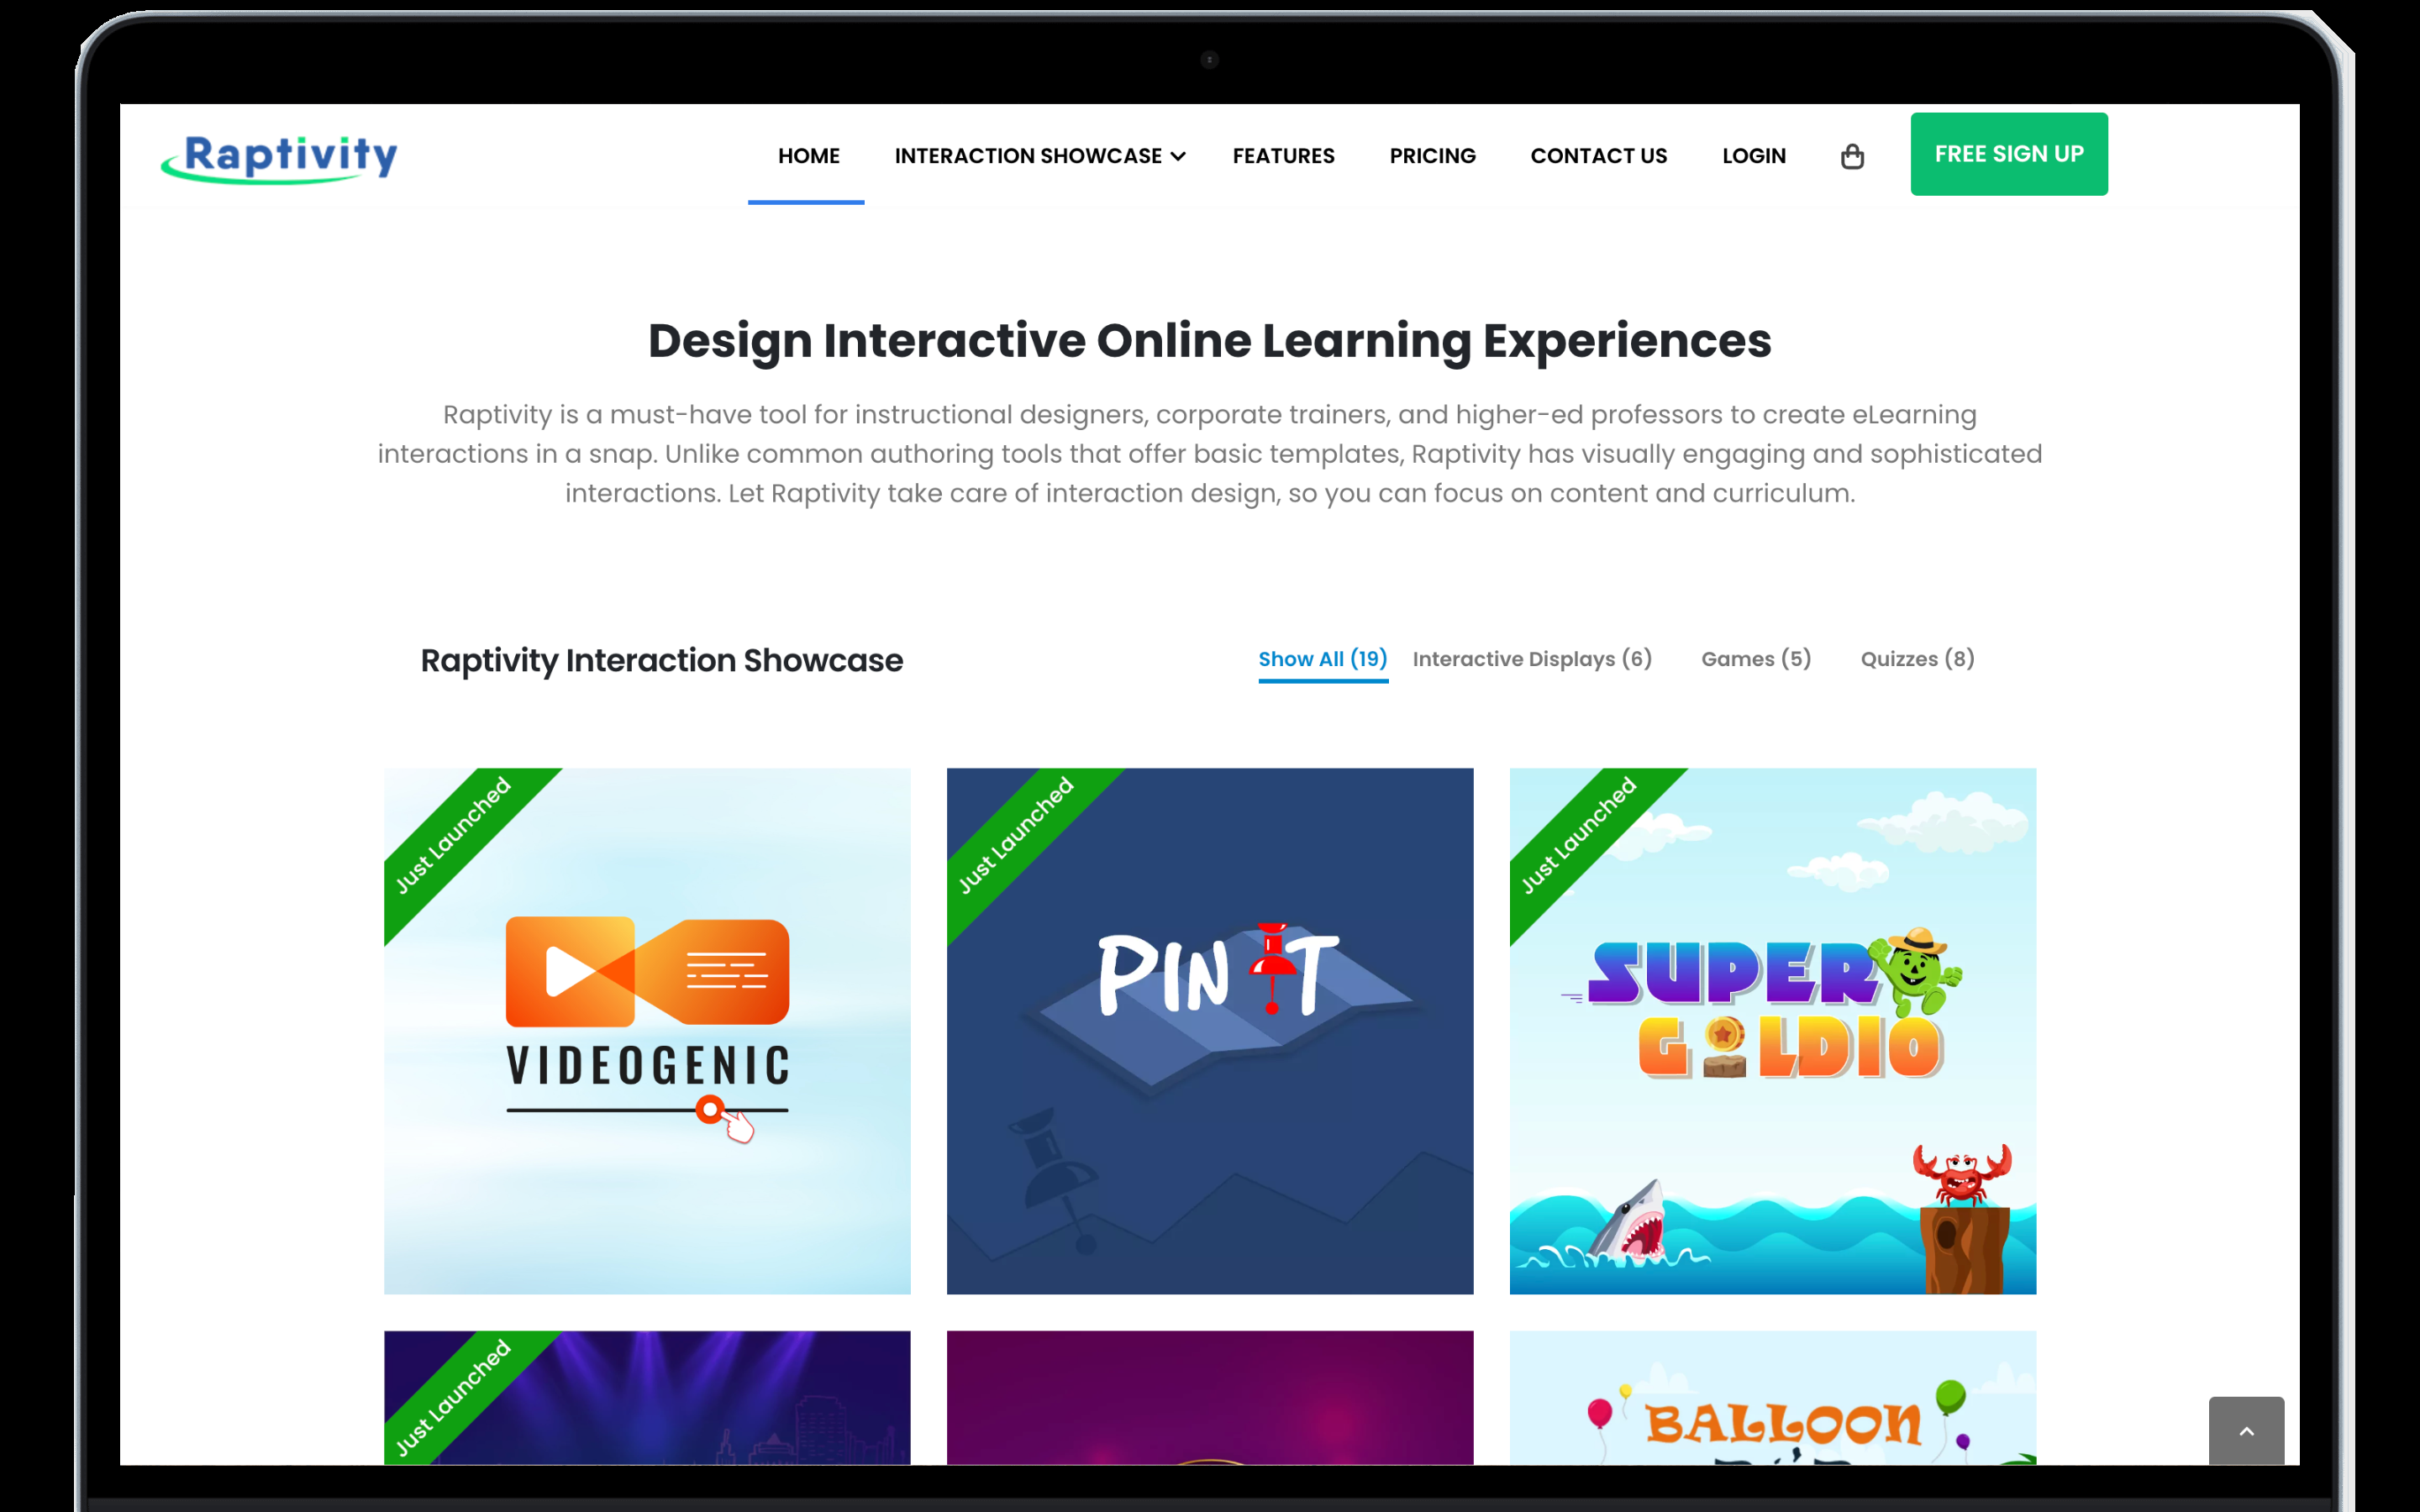 Raptivity
HOME
INTERACTION SHOWCASE
FEATURES
PRICING
CONTACT US
LOGIN
FREE SIGN UP
Design Interactive Online Learning Experiences
Raptivity is a must-have tool for instructional designers, corporate trainers, and higher-ed professors to create eLearning
interactions in a snap. Unlike common authoring tools that offer basic templates, Raptivity has visually engaging and sophisticated
interactions. Let Raptivity take care of interaction design, so you can focus on content and curriculum.
Raptivity Interaction Showcase
Show All (19)
Interactive Displays (6)
Games (5)
Quizzes (8)
Just Launched
VIDEOGENIC
Just Launched
PIN IT
Just Launched
SUPER
GOLDIO
Just Launched
BALLOON